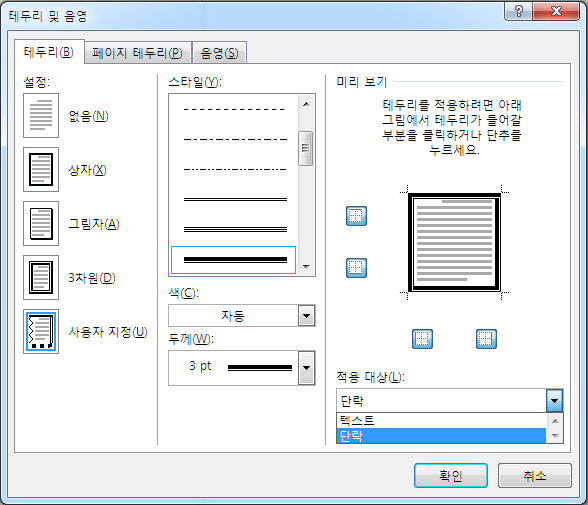 테두리 및 음영
테두리(B)
페이지 테두리(P)
음영(S)
설정:
없음(N)
상자(X)
그림자(A)
3차원(D)
사용자 지정(U)
스타일(Y):
색(C):
자동
두께(W):
3 pt
미리 보기
테두리를 적용하려면 아래
그림에서 테두리가 들어갈
부분을 클릭하거나 단추를
누르세요.
적용 대상(L):
단락
텍스트
단락
확인
취소